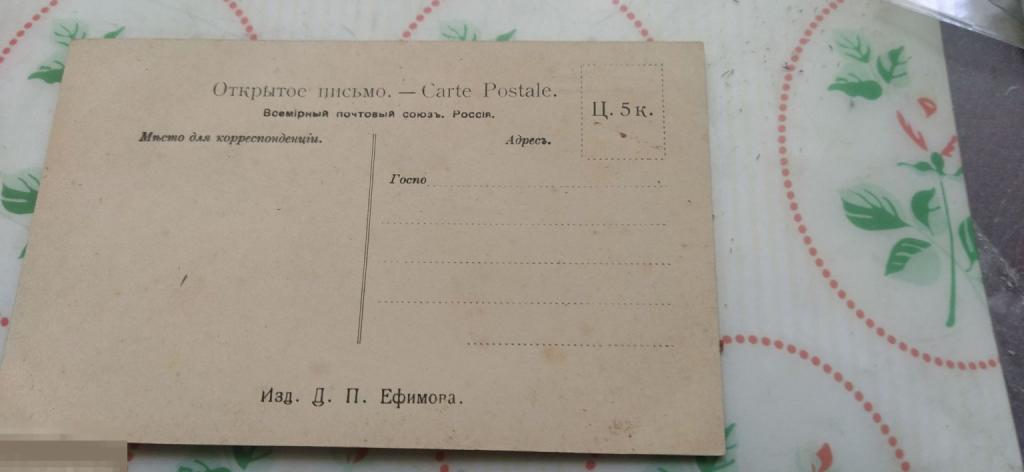 Открытое письмо. — Carte Postale.
Всемірный почтовый союзъ. Россія.
Ц. 5 к.
Мѣсто для корреспонденціи.
Адресъ.
Госпо
Изд. Д. П. Ефимова.